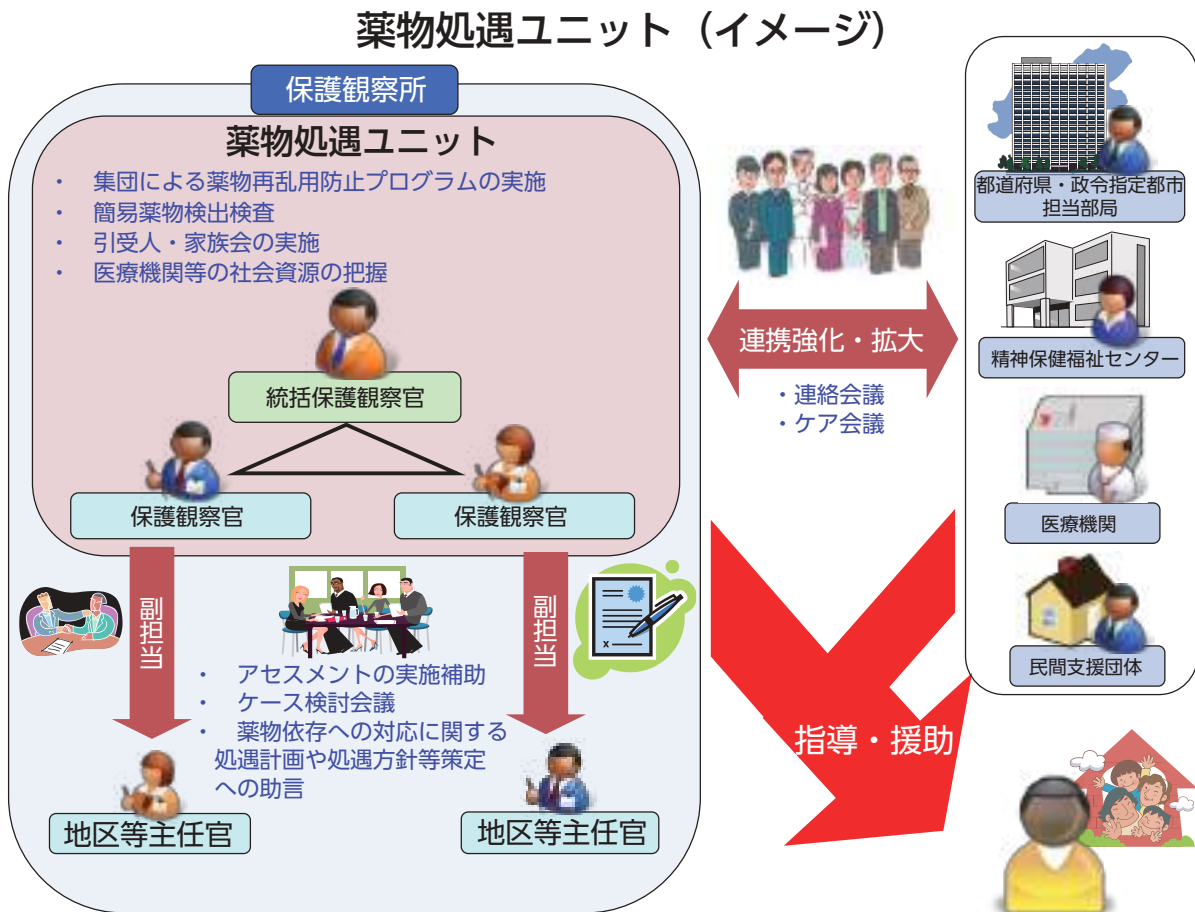 薬物処遇ユニット（イメージ）
保護観察所
薬物処遇ユニット
・ 集団による薬物再乱用防止プログラムの実施
・ 簡易薬物検出検査
・ 引受人・家族会の実施
・ 医療機関等の社会資源の把握
統括保護観察官
保護観察官
保護観察官
副担当
副担当
・ アセスメントの実施補助
・ ケース検討会議
・ 薬物依存への対応に関する
処遇計画や処遇方針等策定
への助言
地区等主任官
地区等主任官
連携強化・拡大
・連絡会議
・ケア会議
都道府県・政令指定都市
担当部局
精神保健福祉センター
医療機関
民間支援団体
指導・援助